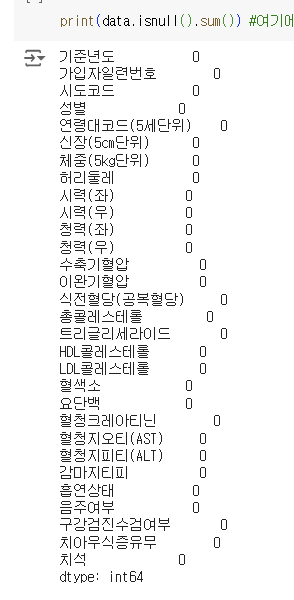 print(data.isnull().sum()) #여기에
기준년도 0
가입자일련번호 0
시도코드 0
성별 0
연령대코드(5세단위) 0
신장(5cm단위) 0
체중(5kg단위) 0
허리둘레 0
시력(좌) 0
시력(우) 0
청력(좌) 0
청력(우) 0
수축기혈압 0
이완기혈압 0
식전혈당(공복혈당) 0
총콜레스테롤 0
트리글리세라이드 0
HDL콜레스테롤 0
LDL콜레스테롤 0
혈색소 0
요단백 0
혈청크레아티닌 0
혈청지오티(AST) 0
혈청지피티(ALT) 0
감마지티피 0
흡연상태 0
음주여부 0
구강검진수검여부 0
치아우식증유무 0
치석 0
dtype: int64